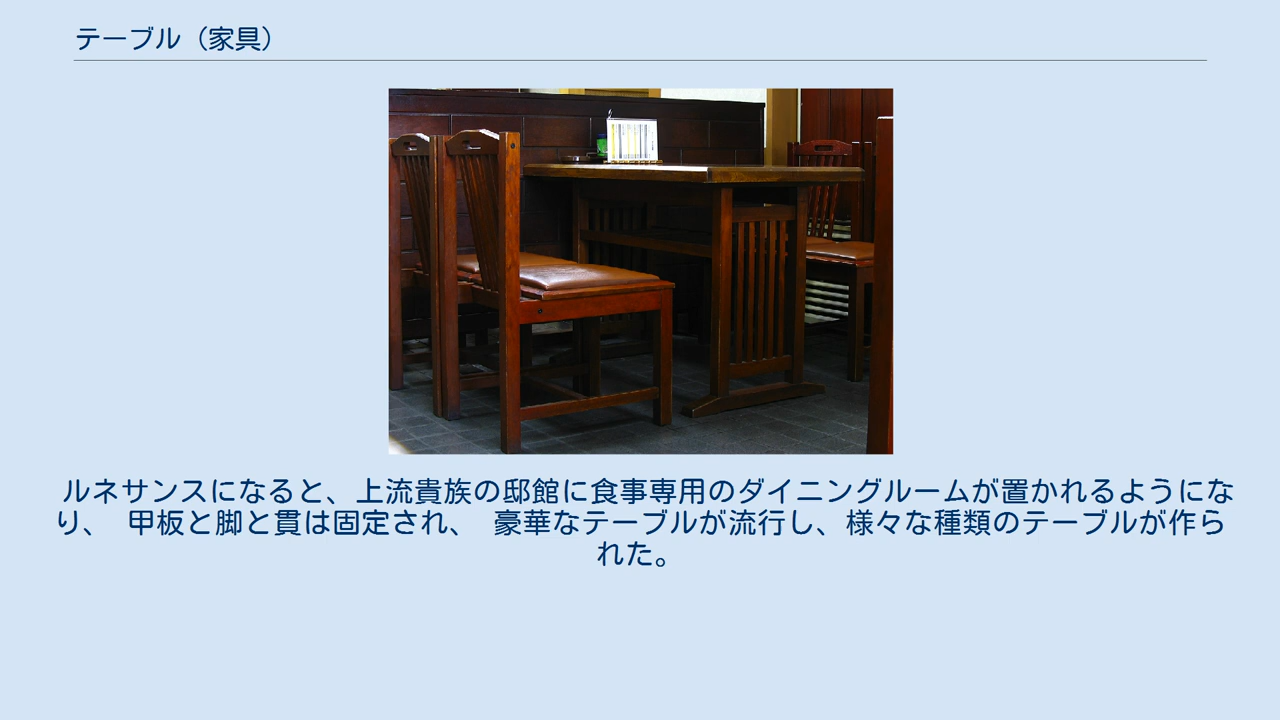 テーブル（家具）
ルネサンスになると、上流貴族の邸館に食事専用のダイニングルームが置かれるようにな
り、 甲板と脚と貫は固定され、 豪華なテーブルが流行し、様々な種類のテーブルが作ら
れた。